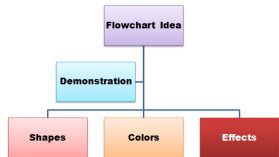 Flowchart Idea
Demonstration
Shapes
Colors
Effects